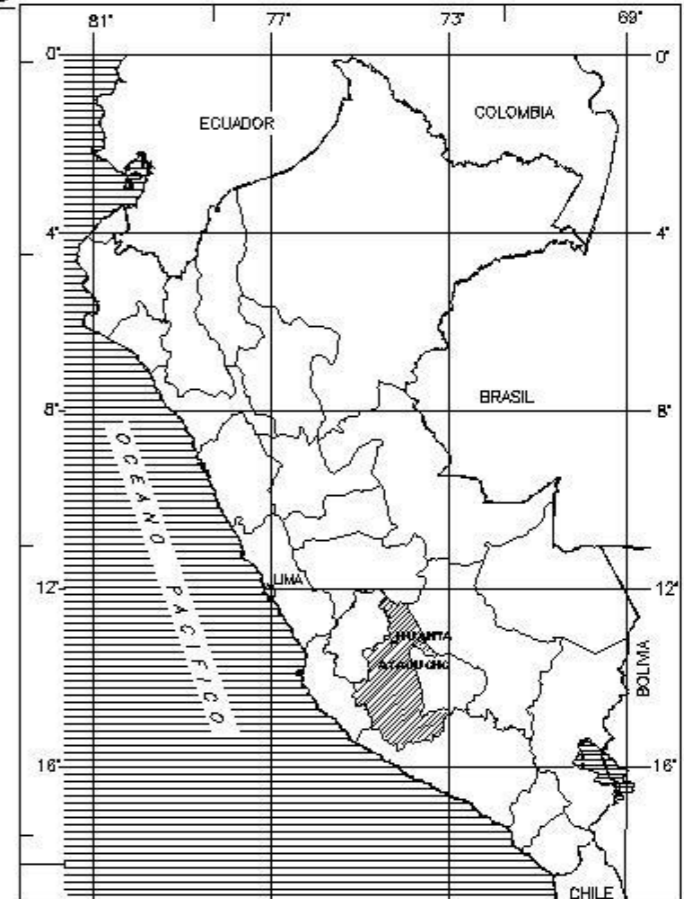 81° 77° 73° 69°
0° 0°
ECUADOR
COLOMBIA
4° 4°
8° BRASIL 8°
OCEANO PACIFICO
12° LIMA 12°
HUANTA
AYACUCHO
BOLIVIA
16° 16°
CHILE